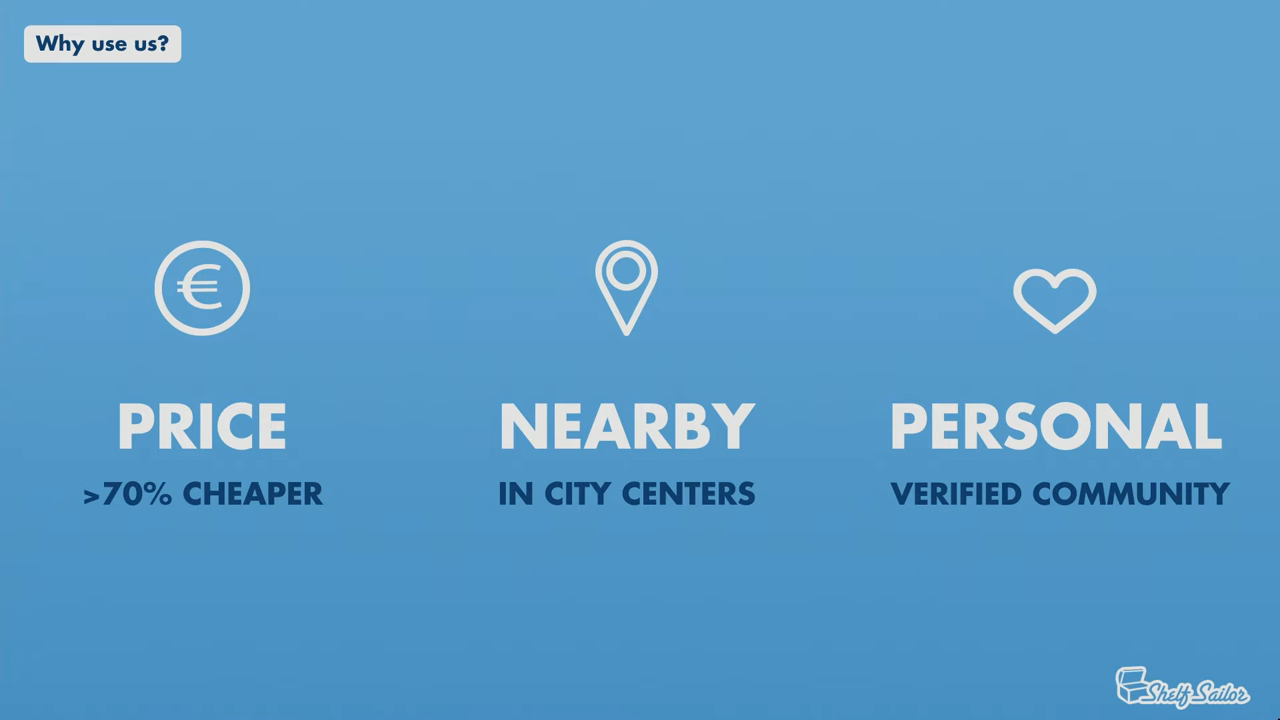 Why use us?
€
PRICE
NEARBY
PERSONAL
>70% CHEAPER
IN CITY CENTERS
VERIFIED COMMUNITY
Shelf Sailor